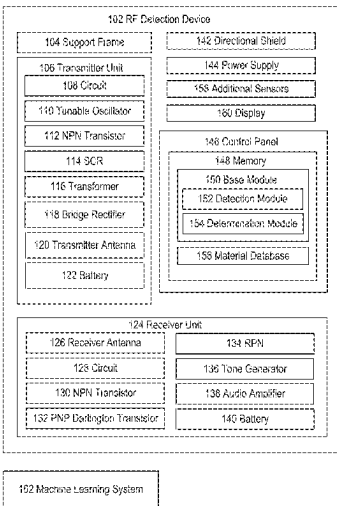 102 RF Detection Device
104 Support Frame
106 Transmitter Unit
108 Circuit
110 Tunable Oscillator
112 NPN Transistor
114 SCR
116 Transformer
118 Bridge Rectifier
120 Transmitter Antenna
122 Battery
142 Directional Shield
144 Power Supply
158 Additional Sensors
160 Display
146 Control Panel
148 Memory
150 Base Module
152 Detection Module
154 Determination Module
156 Material Database
124 Receiver Unit
126 Receiver Antenna
128 Circuit
130 NPN Transistor
132 PNP Darlington Transistor
134 RPN
136 Tone Generator
138 Audio Amplifier
140 Battery
162 Machine Learning System